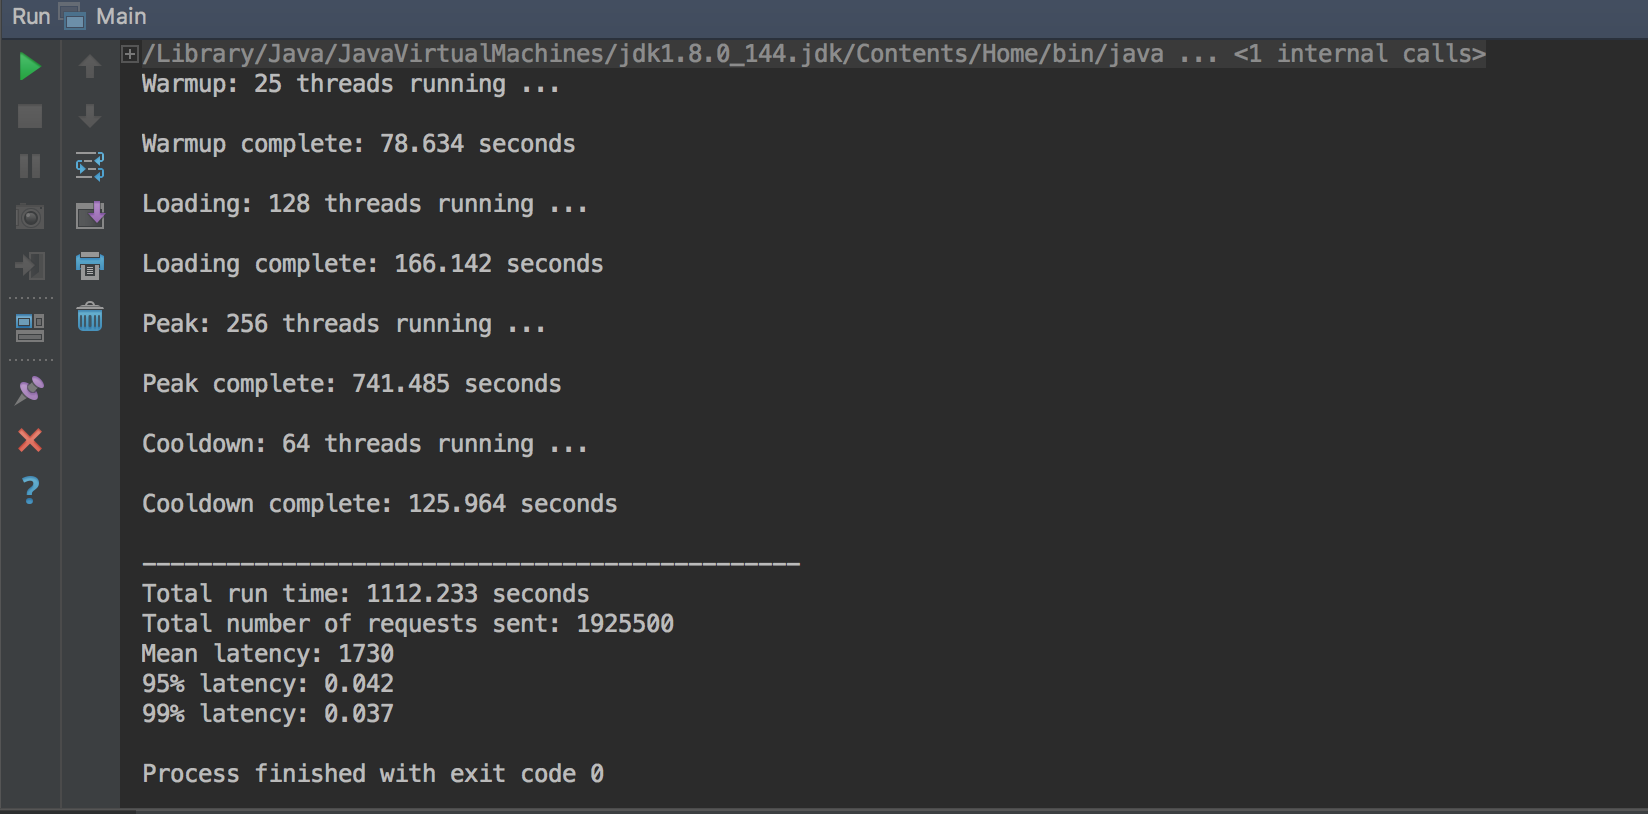 Run Main
/Library/Java/JavaVirtualMachines/jdk1.8.0_144.jdk/Contents/Home/bin/java ... <1 internal calls>
Warmup: 25 threads running ...
Warmup complete: 78.634 seconds
Loading: 128 threads running ...
Loading complete: 166.142 seconds
Peak: 256 threads running ...
Peak complete: 741.485 seconds
Cooldown: 64 threads running ...
Cooldown complete: 125.964 seconds
_______________________________________________
Total run time: 1112.233 seconds
Total number of requests sent: 1925500
Mean latency: 1730
95% latency: 0.042
99% latency: 0.037
Process finished with exit code 0